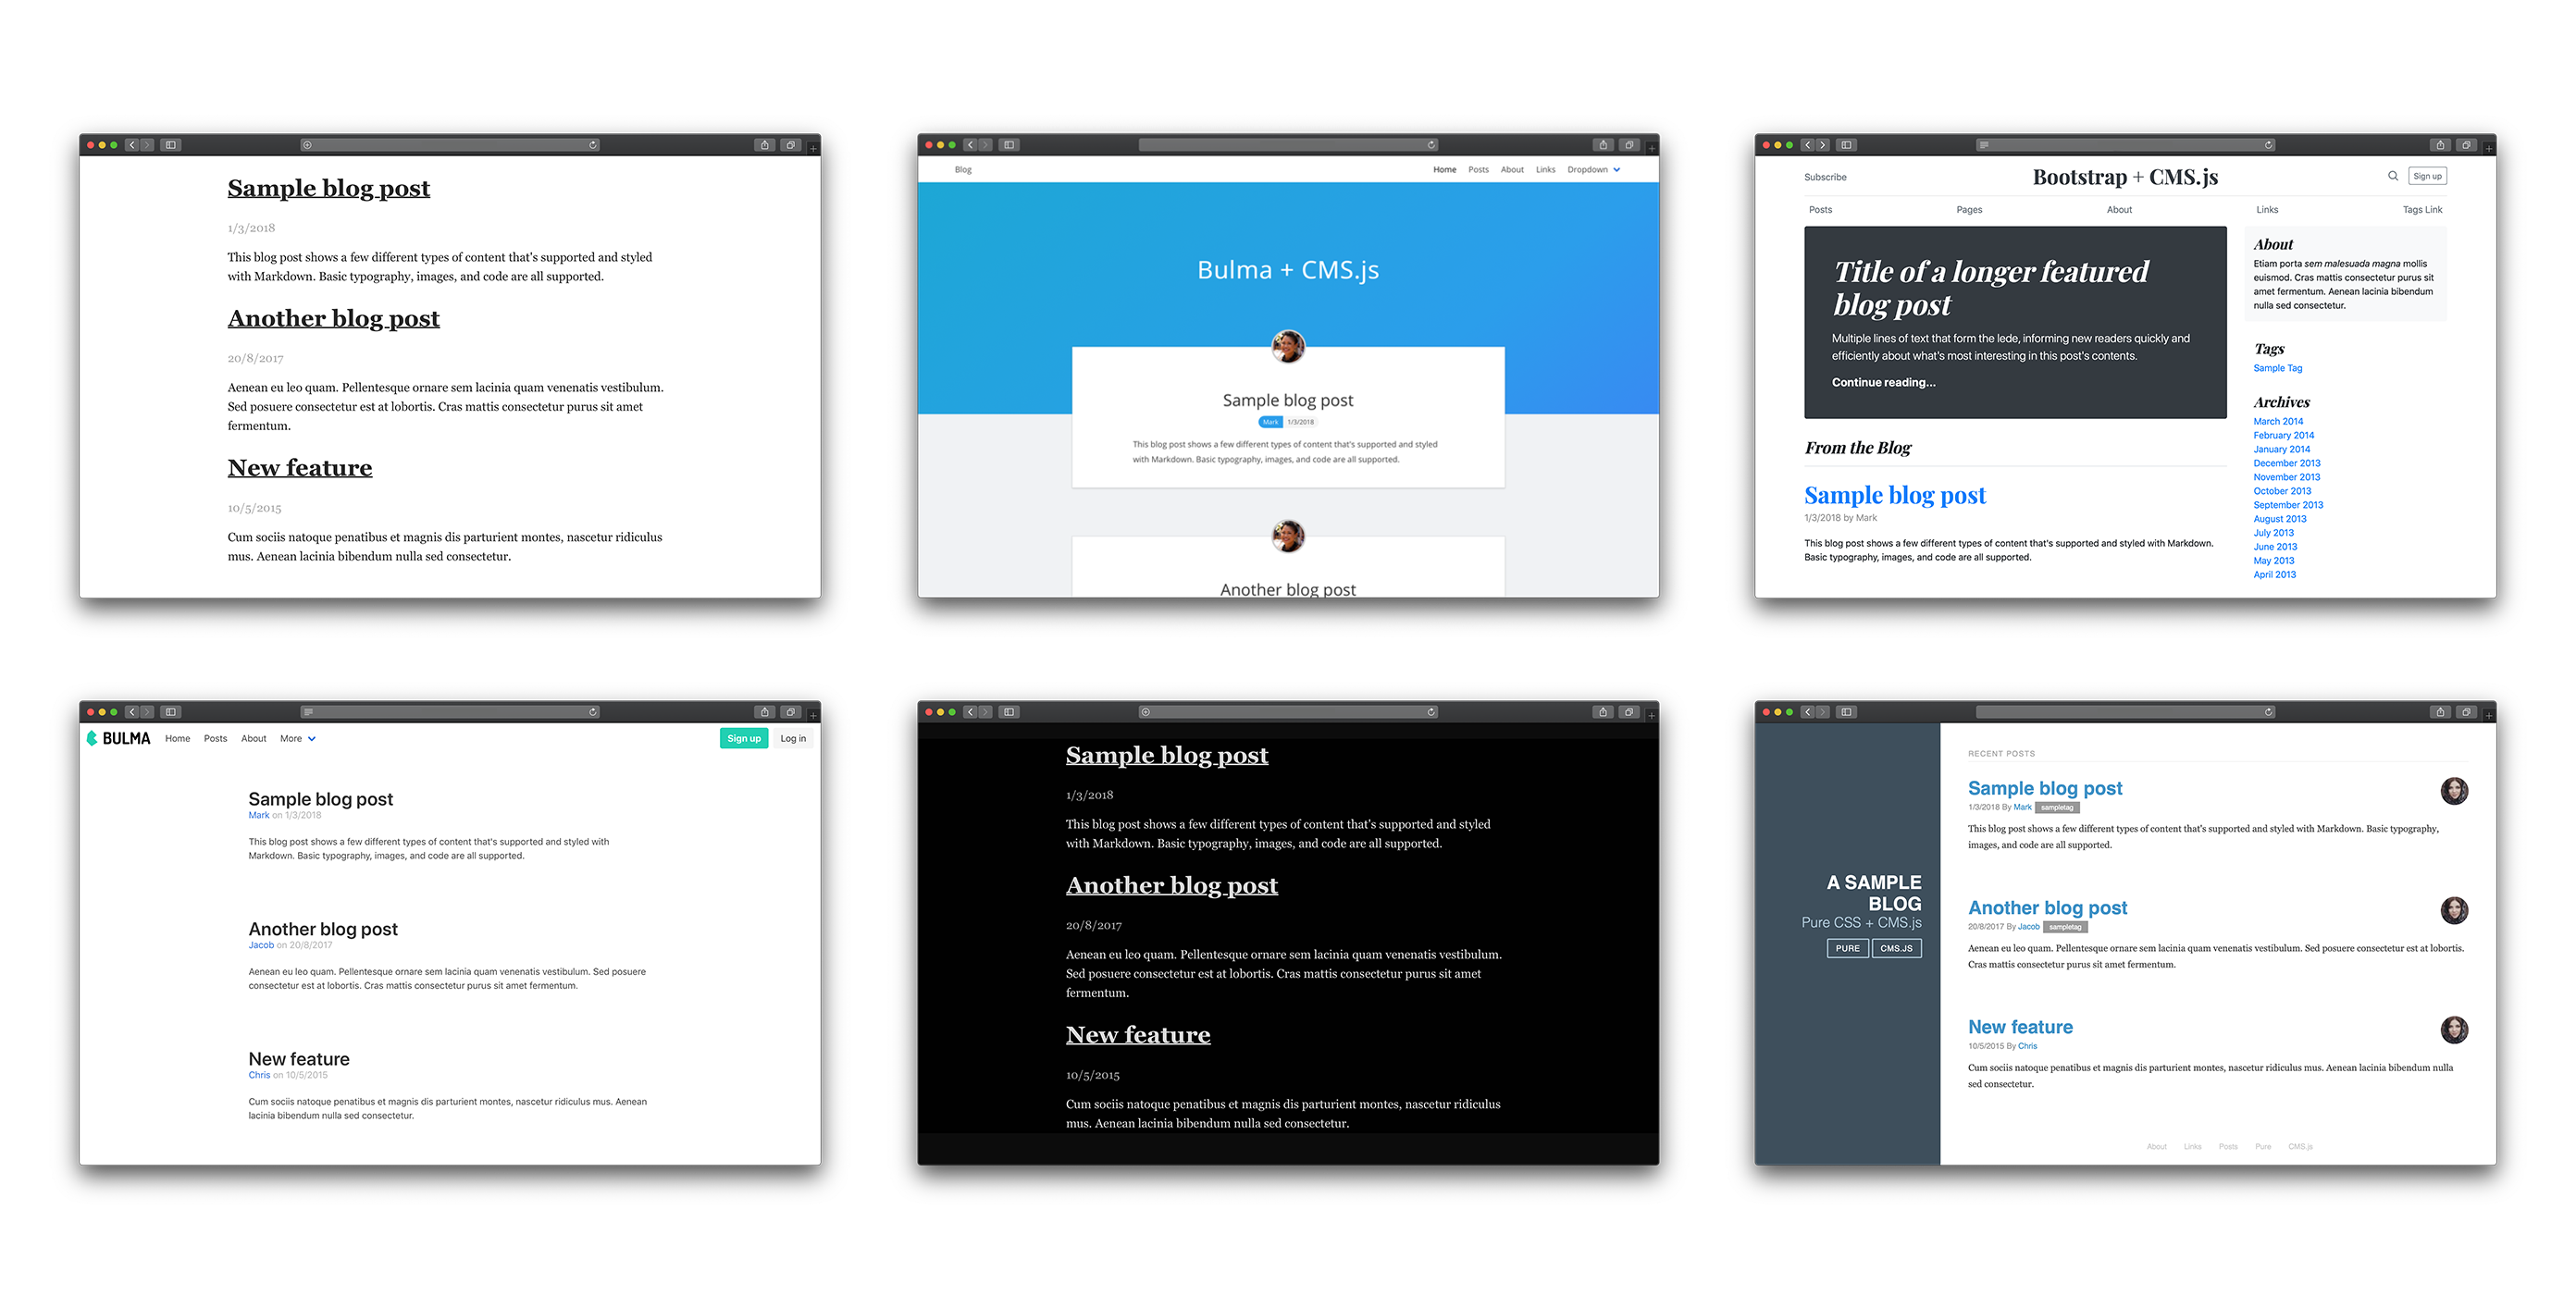 Sample blog post
1/3/2018
This blog post shows a few different types of content that's supported and styled
with Markdown. Basic typography, images, and code are all supported.
Another blog post
20/8/2017
Aenean eu leo quam. Pellentesque ornare sem lacinia quam venenatis vestibulum.
Sed posuere consectetur est at lobortis. Cras mattis consectetur purus sit amet
fermentum.
New feature
10/5/2015
Cum sociis natoque penatibus et magnis dis parturient montes, nascetur ridiculus
mus. Aenean lacinia bibendum nulla sed consectetur.
Blog Home Posts About Links Dropdown
Bulma + CMS.js
Sample blog post
Mark 1/3/2018
This blog post shows a few different types of content that's supported and styled
with Markdown. Basic typography, images, and code are all supported.
Another blog post
Subscribe Bootstrap + CMS.js Sign up
Posts Pages About Links Tags Link
Title of a longer featured
blog post
Multiple lines of text that form the lede, informing new readers quickly and
efficiently about what's most interesting in this post's contents.
Continue reading...
From the Blog
Sample blog post
1/3/2018 by Mark
This blog post shows a few different types of content that's supported and styled with Markdown.
Basic typography, images, and code are all supported.
About
Etiam porta sem malesuada magna mollis
euismod. Cras mattis consectetur purus sit
amet fermentum. Aenean lacinia bibendum
nulla sed consectetur.
Tags
Sample Tag
Archives
March 2014
February 2014
January 2014
December 2013
November 2013
October 2013
September 2013
August 2013
July 2013
June 2013
May 2013
April 2013
BULMA Home Posts About More Sign up Log in
Sample blog post
Mark on 1/3/2018
This blog post shows a few different types of content that's supported and styled with
Markdown. Basic typography, images, and code are all supported.
Another blog post
Jacob on 20/8/2017
Aenean eu leo quam. Pellentesque ornare sem lacinia quam venenatis vestibulum. Sed posuere
consectetur est at lobortis. Cras mattis consectetur purus sit amet fermentum.
New feature
Chris on 10/5/2015
Cum sociis natoque penatibus et magnis dis parturient montes, nascetur ridiculus mus. Aenean
lacinia bibendum nulla sed consectetur.
Sample blog post
1/3/2018
This blog post shows a few different types of content that's supported and styled
with Markdown. Basic typography, images, and code are all supported.
Another blog post
20/8/2017
Aenean eu leo quam. Pellentesque ornare sem lacinia quam venenatis vestibulum.
Sed posuere consectetur est at lobortis. Cras mattis consectetur purus sit amet
fermentum.
New feature
10/5/2015
Cum sociis natoque penatibus et magnis dis parturient montes, nascetur ridiculus
mus. Aenean lacinia bibendum nulla sed consectetur.
A SAMPLE
BLOG
Pure CSS + CMS.js
PURE CMS.JS
RECENT POSTS
Sample blog post
1/3/2018 By Mark sampletag
This blog post shows a few different types of content that's supported and styled with Markdown. Basic typography,
images, and code are all supported.
Another blog post
20/8/2017 By Jacob sampletag
Aenean eu leo quam. Pellentesque ornare sem lacinia quam venenatis vestibulum. Sed posuere consectetur est at lobortis.
Cras mattis consectetur purus sit amet fermentum.
New feature
10/5/2015 By Chris
Cum sociis natoque penatibus et magnis dis parturient montes, nascetur ridiculus mus. Aenean lacinia bibendum nulla
sed consectetur.
About Links Posts Pure CMS.js